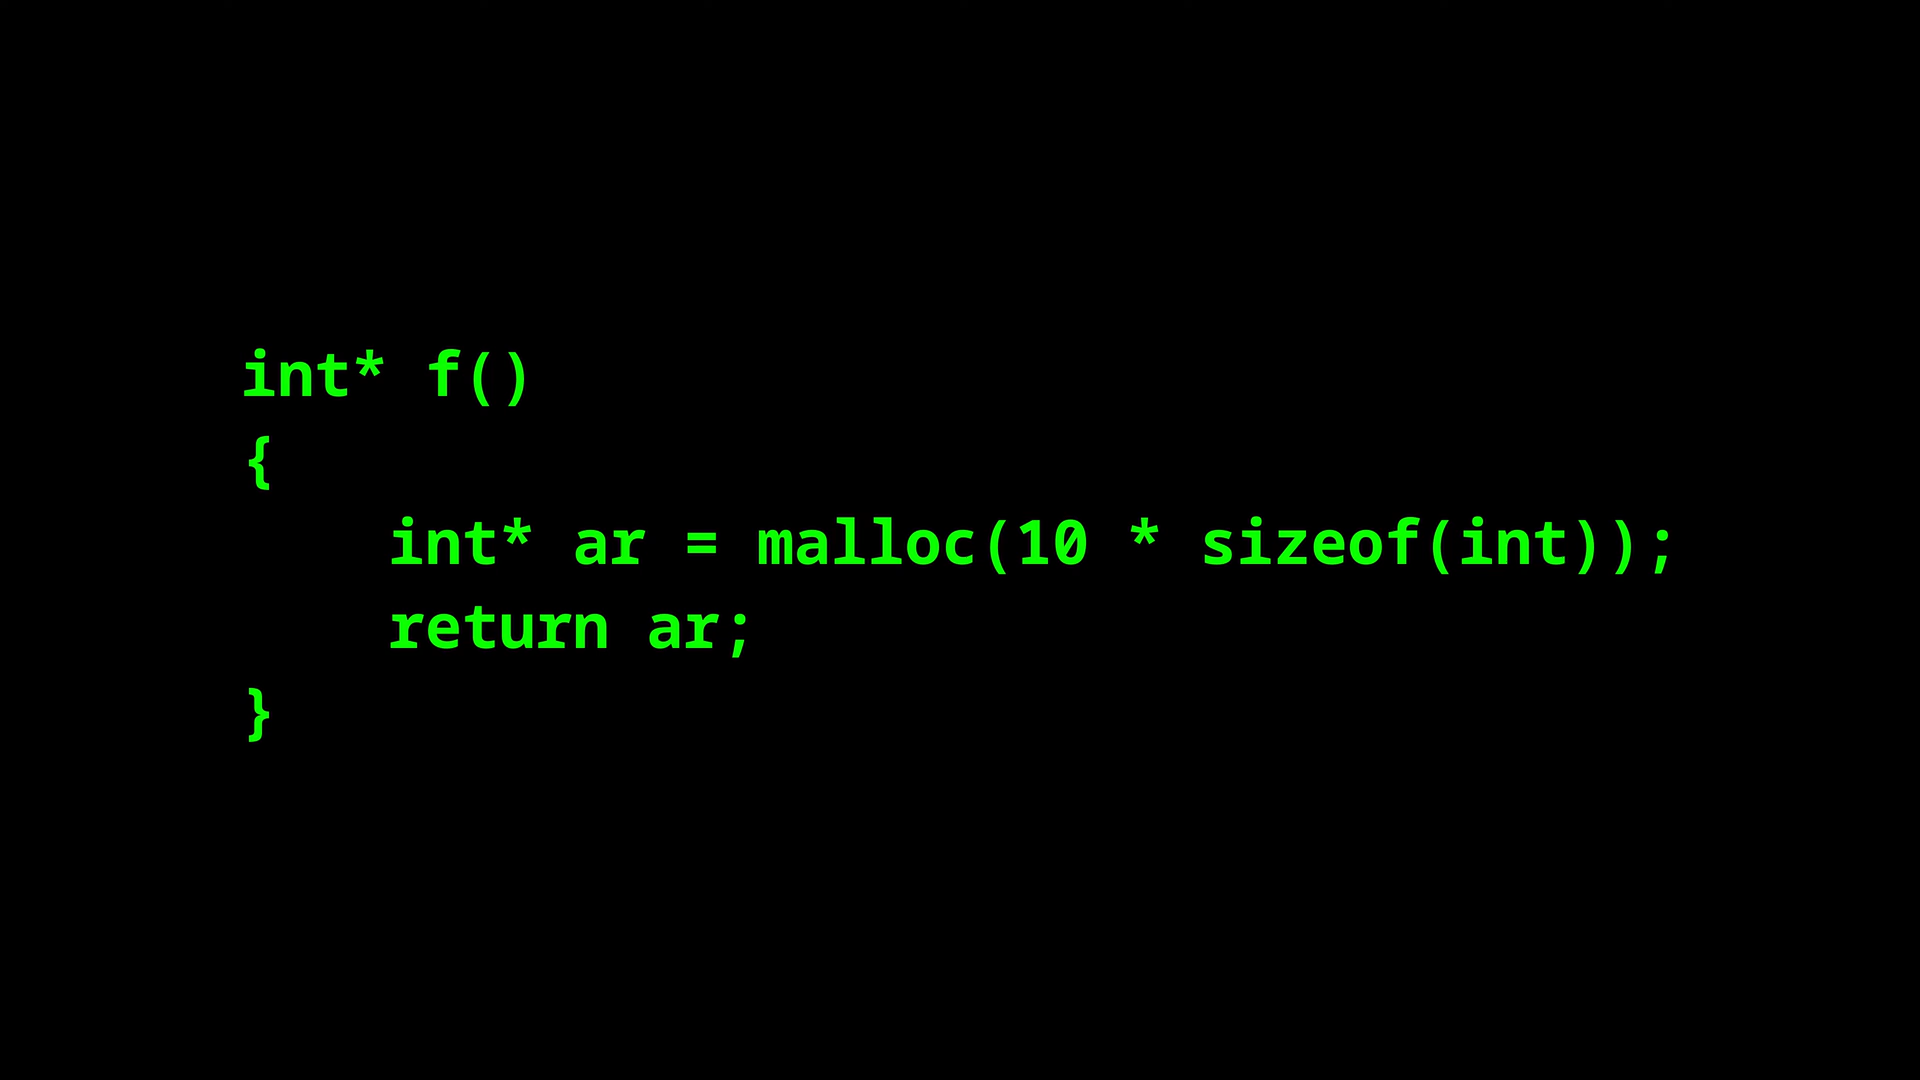 int* f()
{
    int* ar = malloc(10 * sizeof(int));
    return ar;
}